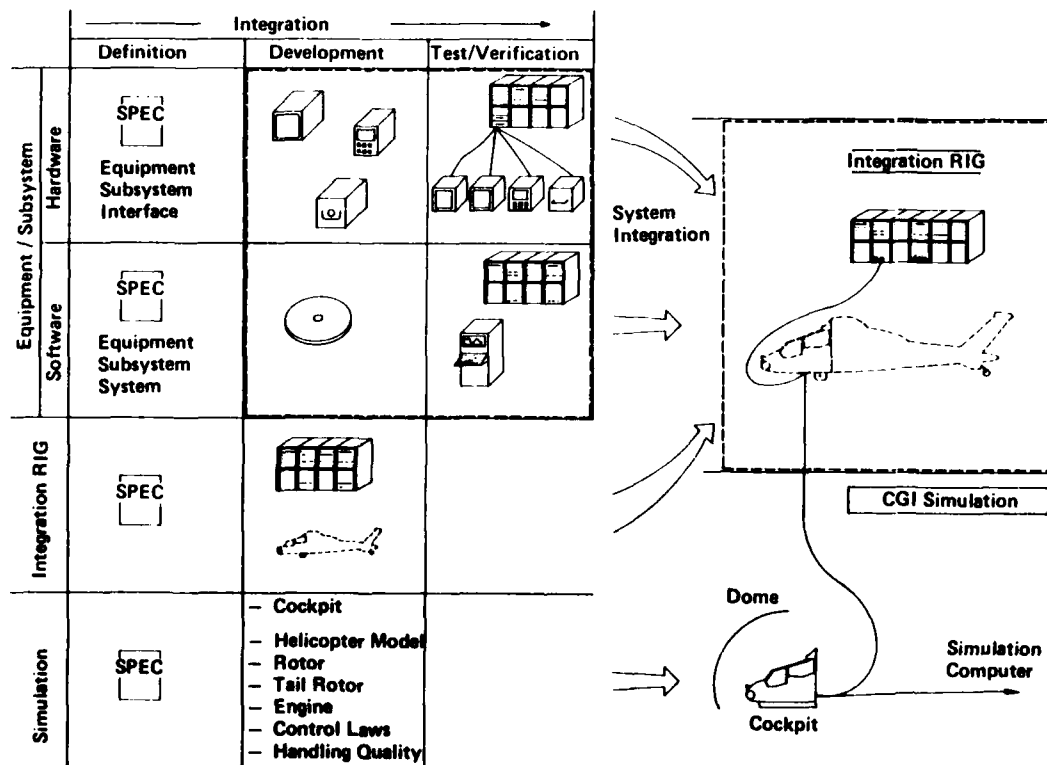 Integration
Definition
Development
Test/Verification
Equipment / Subsystem
Hardware
SPEC
Equipment
Subsystem
Interface
Software
SPEC
Equipment
Subsystem
System
Integration RIG
SPEC
Simulation
SPEC
– Cockpit
– Helicopter Model
– Rotor
– Tail Rotor
– Engine
– Control Laws
– Handling Quality
System
Integration
Integration RIG
CGI Simulation
Dome
Cockpit
Simulation
Computer